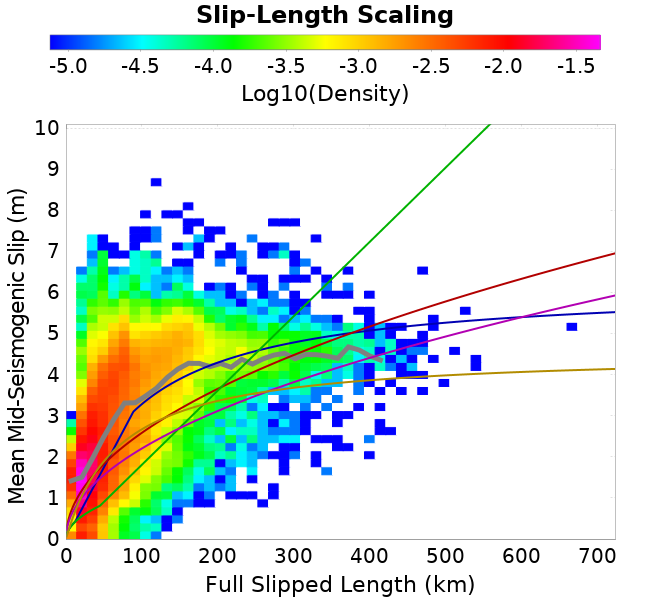 Slip-Length Scaling
-5.0 -4.5 -4.0 -3.5 -3.0 -2.5 -2.0 -1.5
Log10(Density)
10
9
8
7
6
5
4
3
2
1
0
Mean Mid-Seismogenic Slip (m)
0 100 200 300 400 500 600 700
Full Slipped Length (km)